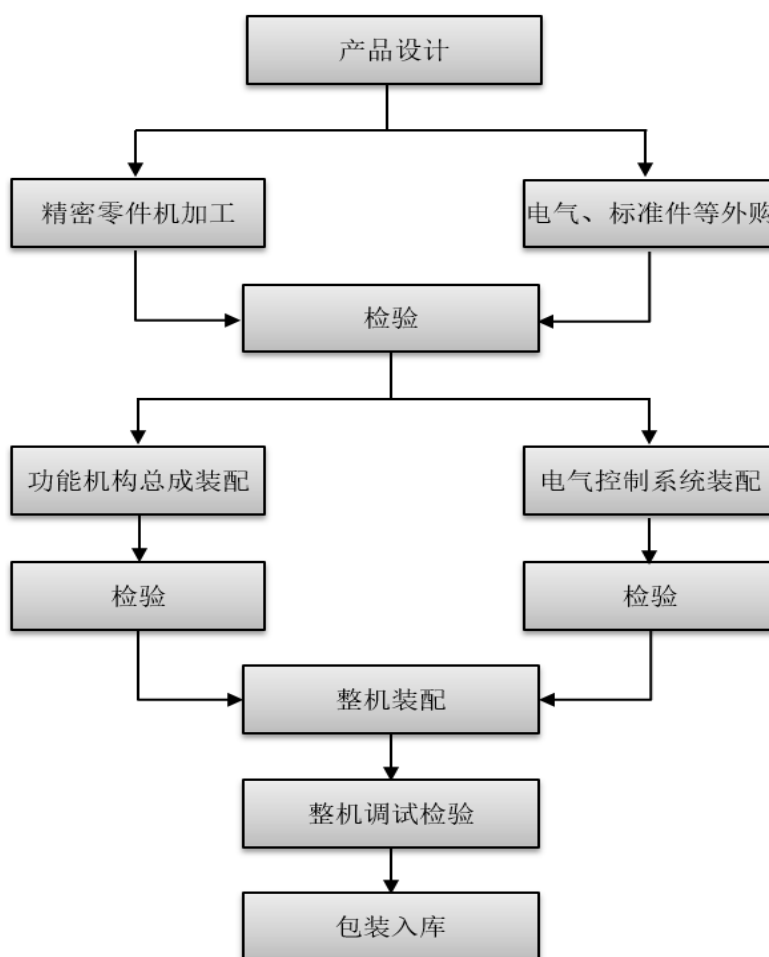 产品设计
精密零件机加工
电气、标准件等外购
检验
功能机构总成装配
电气控制系统装配
检验
检验
整机装配
整机调试检验
包装入库